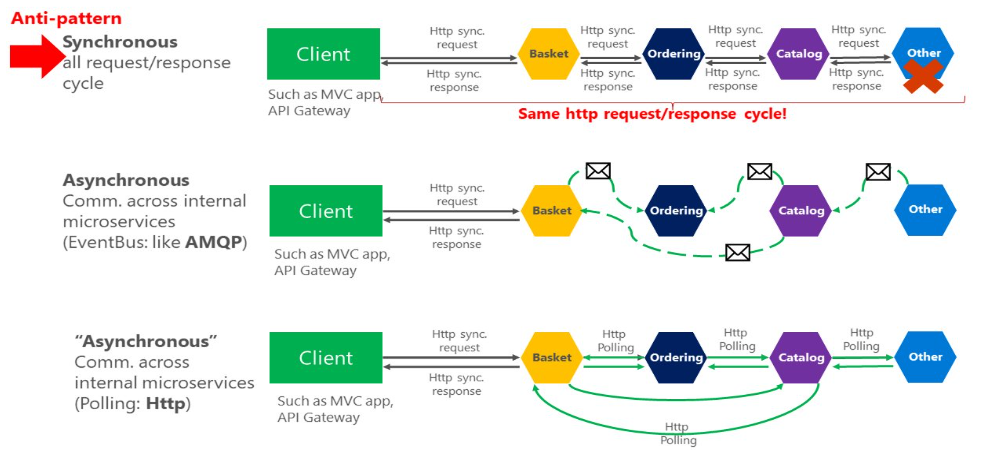 Anti-pattern
Synchronous
all request/response
cycle
Client
Such as MVC app,
API Gateway
Http sync.
request
Http sync.
response
Basket
Http sync.
request
Http sync.
response
Ordering
Http sync.
request
Http sync.
response
Catalog
Http sync.
request
Http sync.
response
Other
Same http request/response cycle!
Asynchronous
Comm. across internal
microservices
(EventBus: like AMQP)
Client
Such as MVC app,
API Gateway
Http sync.
request
Http sync.
response
Basket
Ordering
Catalog
Other
“Asynchronous”
Comm. across
internal microservices
(Polling: Http)
Client
Such as MVC app,
API Gateway
Http sync.
request
Http sync.
response
Basket
Http
Polling
Ordering
Http
Polling
Catalog
Http
Polling
Other
Http
Polling